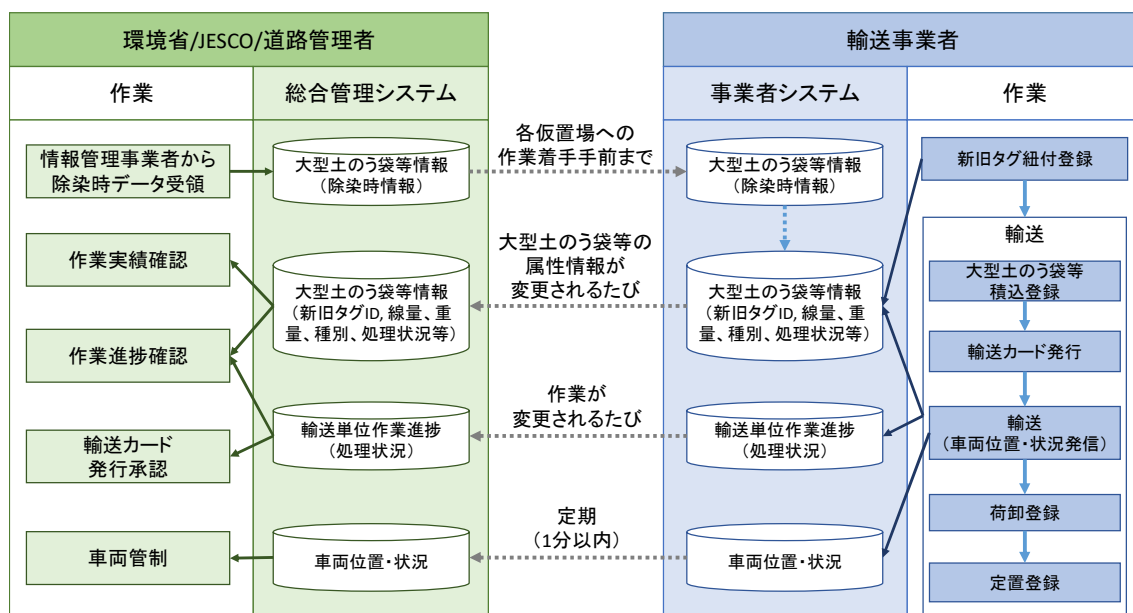 環境省/JESCO/道路管理者
作業
総合管理システム
情報管理事業者から
除染時データ受領
大型土のう袋等情報
(除染時情報)
作業実績確認
大型土のう袋等情報
(新旧タグID, 線量、重
量、種別、処理状況等)
作業進捗確認
輸送単位作業進捗
(処理状況)
輸送カード
発行承認
車両管制
車両位置・状況
各仮置場への
作業着手手前まで
大型土のう袋等の
属性情報が
変更されるたび
作業が
変更されるたび
定期
(1分以内)
輸送事業者
事業者システム
作業
大型土のう袋等情報
(除染時情報)
大型土のう袋等情報
(新旧タグID, 線量、重
量、種別、処理状況等)
輸送単位作業進捗
(処理状況)
車両位置・状況
新旧タグ紐付登録
輸送
大型土のう袋等
積込登録
輸送カード発行
輸送
(車両位置・状況発信)
荷卸登録
定置登録